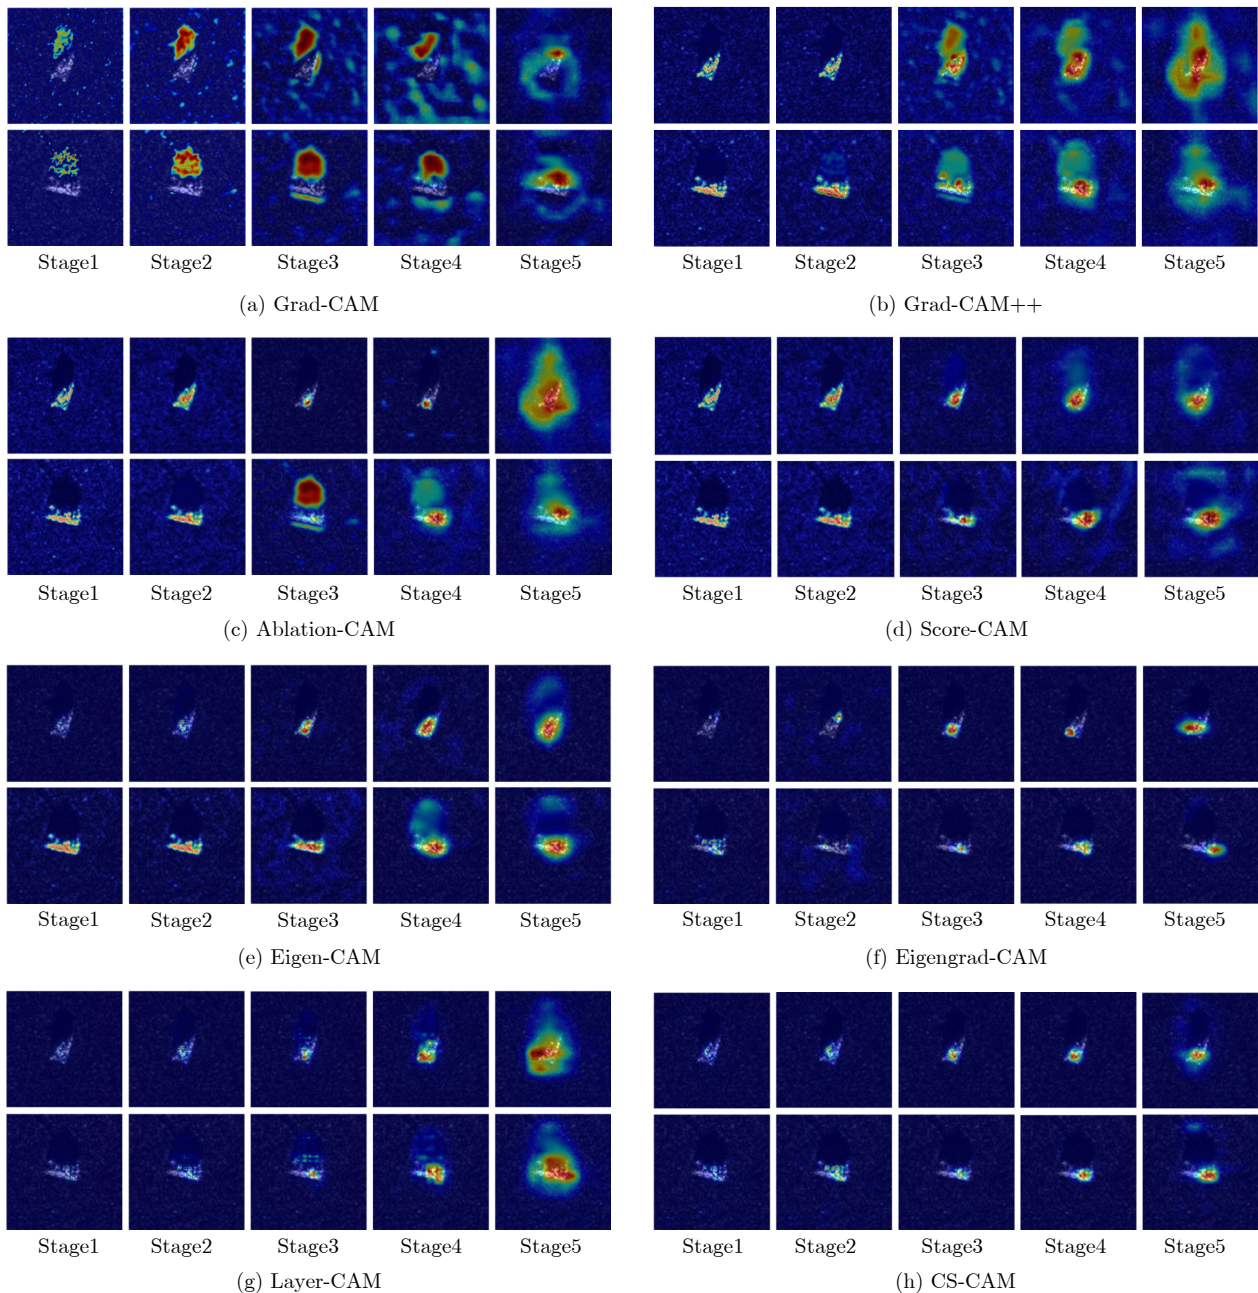 Stage1 Stage2 Stage3 Stage4 Stage5
(a) Grad-CAM
Stage1 Stage2 Stage3 Stage4 Stage5
(b) Grad-CAM++
Stage1 Stage2 Stage3 Stage4 Stage5
(c) Ablation-CAM
Stage1 Stage2 Stage3 Stage4 Stage5
(d) Score-CAM
Stage1 Stage2 Stage3 Stage4 Stage5
(e) Eigen-CAM
Stage1 Stage2 Stage3 Stage4 Stage5
(f) Eigengrad-CAM
Stage1 Stage2 Stage3 Stage4 Stage5
(g) Layer-CAM
Stage1 Stage2 Stage3 Stage4 Stage5
(h) CS-CAM